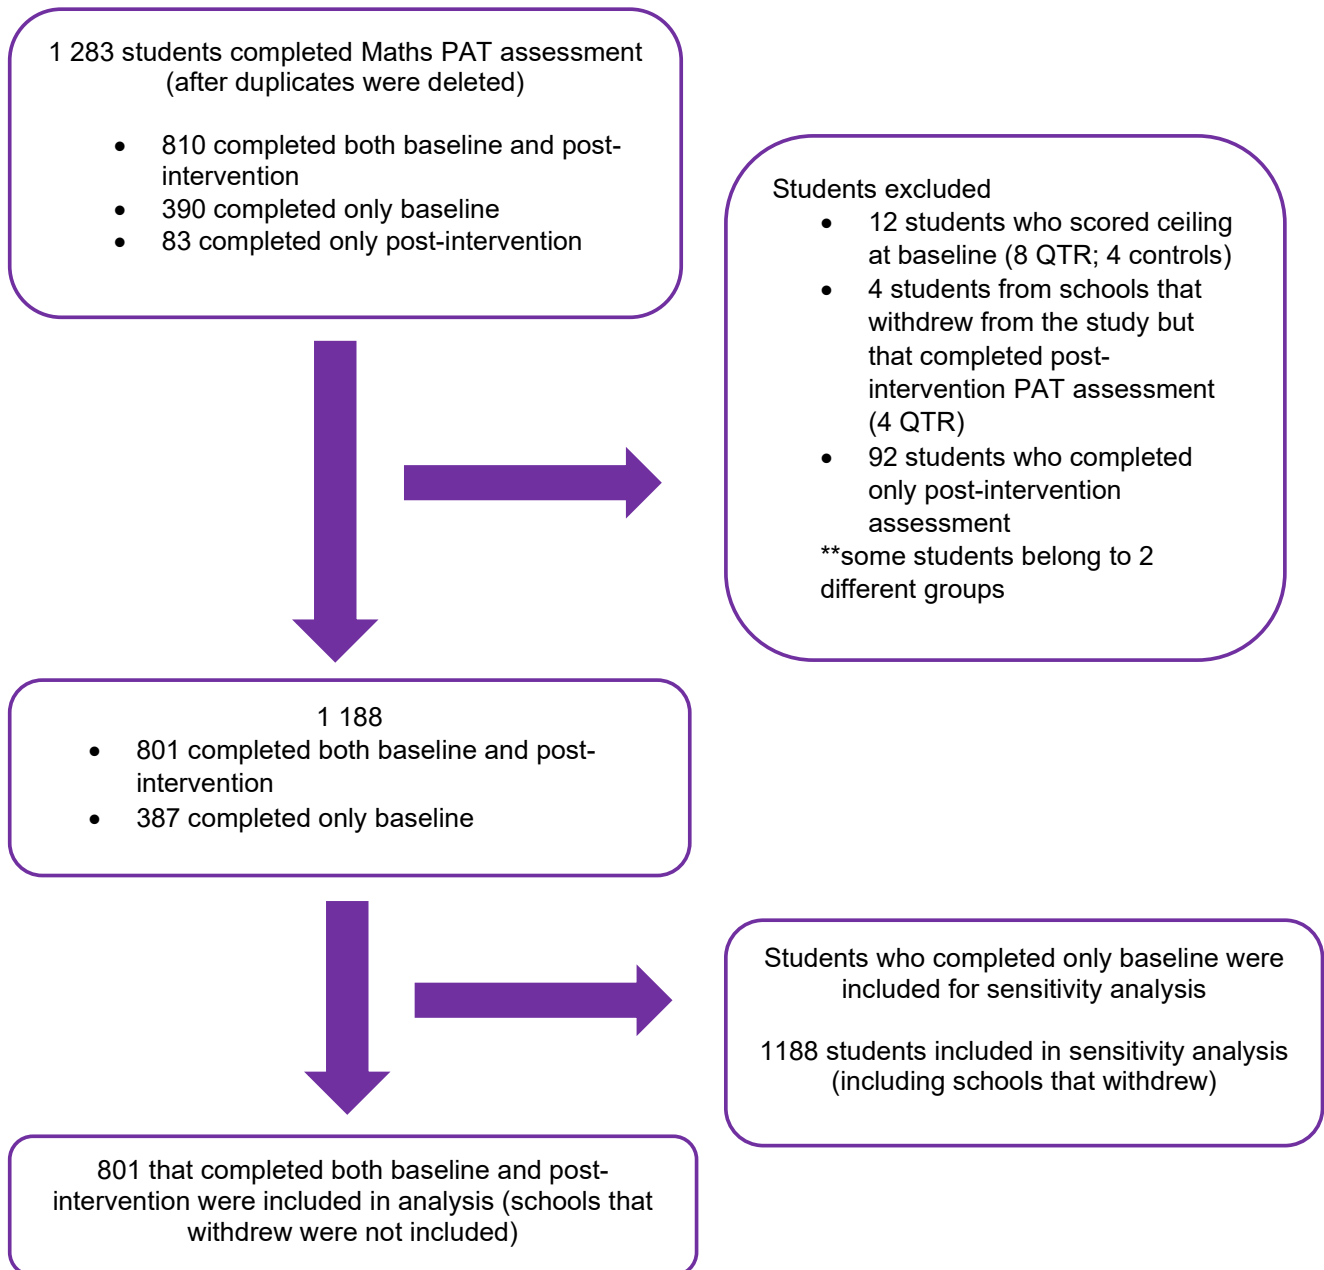 1 283 students completed Maths PAT assessment
(after duplicates were deleted)
• 810 completed both baseline and post-
intervention
• 390 completed only baseline
• 83 completed only post-intervention
Students excluded
• 12 students who scored ceiling
at baseline (8 QTR; 4 controls)
• 4 students from schools that
withdrew from the study but
that completed post-
intervention PAT assessment
(4 QTR)
• 92 students who completed
only post-intervention
assessment
**some students belong to 2
different groups
1 188
• 801 completed both baseline and post-
intervention
• 387 completed only baseline
Students who completed only baseline were
included for sensitivity analysis
1188 students included in sensitivity analysis
(including schools that withdrew)
801 that completed both baseline and post-
intervention were included in analysis (schools that
withdrew were not included)